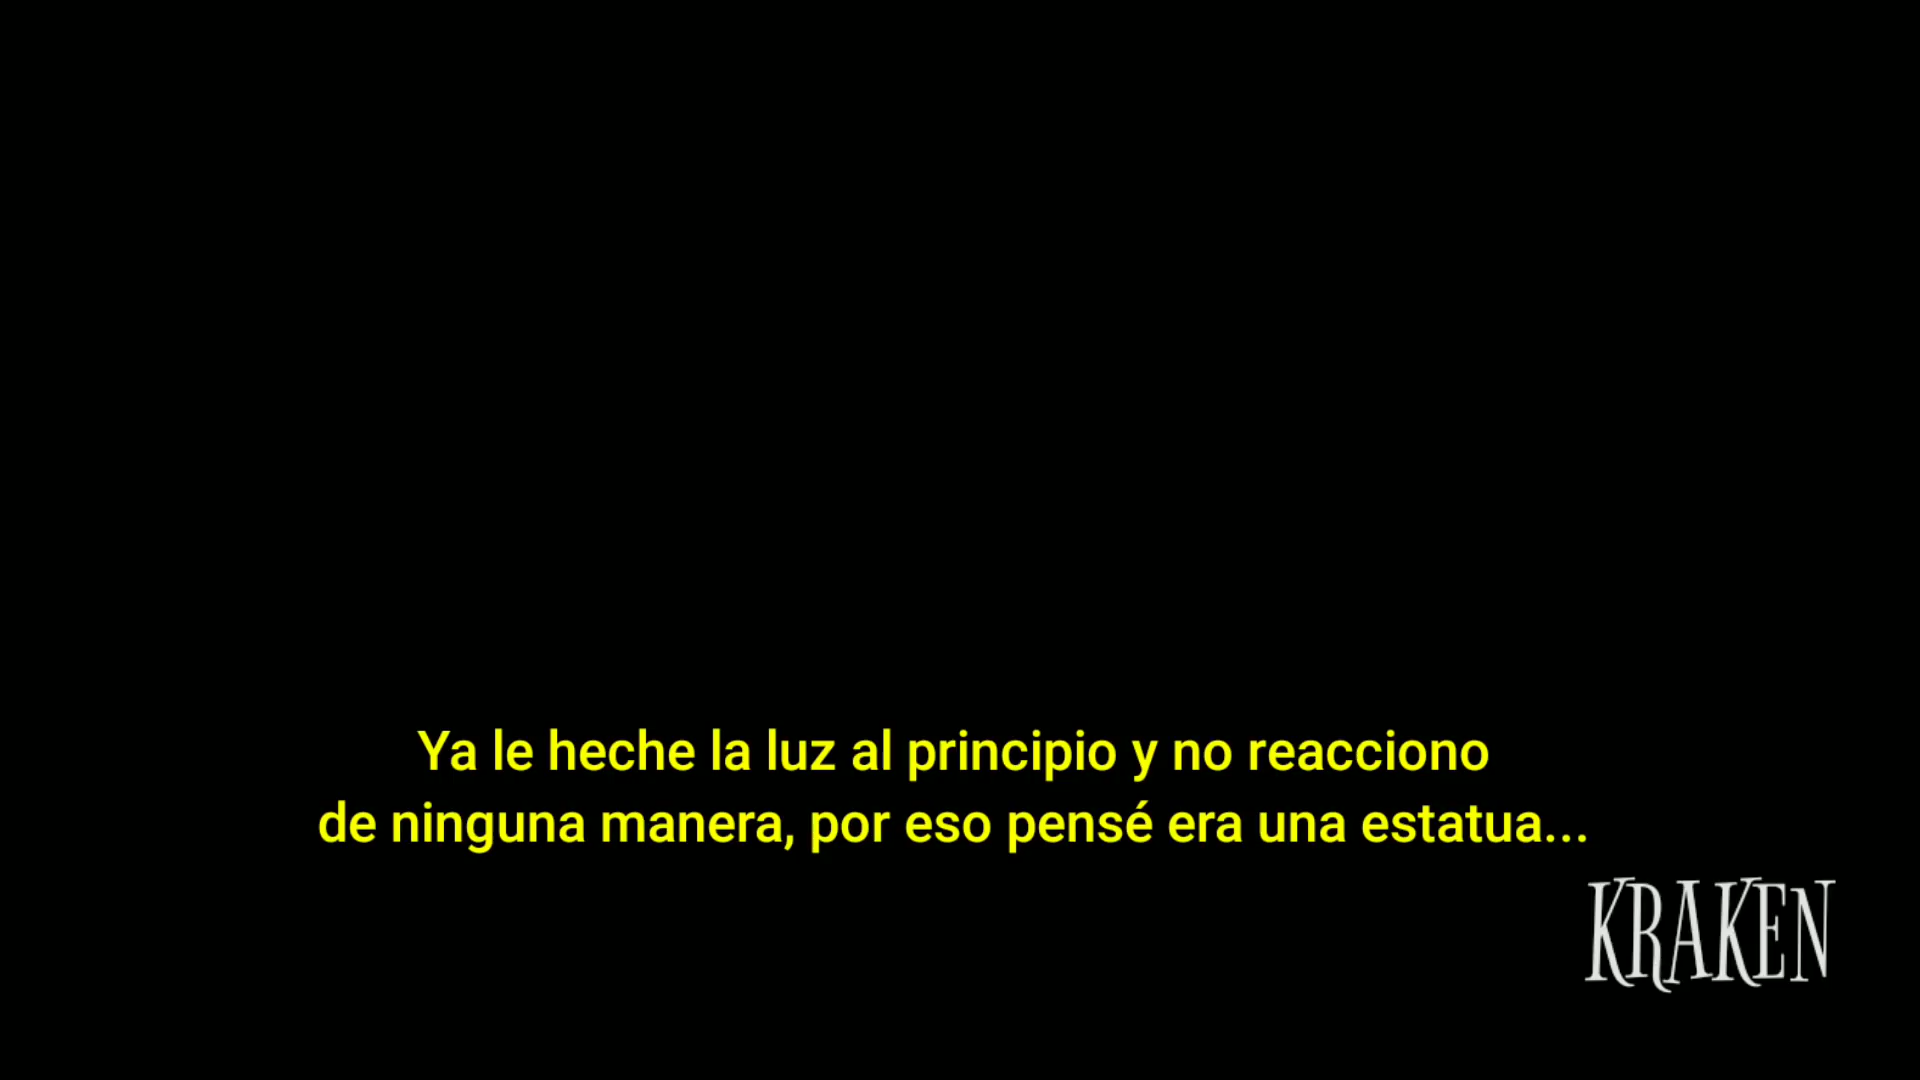 Ya le heche la luz al principio y no reacciono
de ninguna manera, por eso pensé era una estatua...
KRAKEN